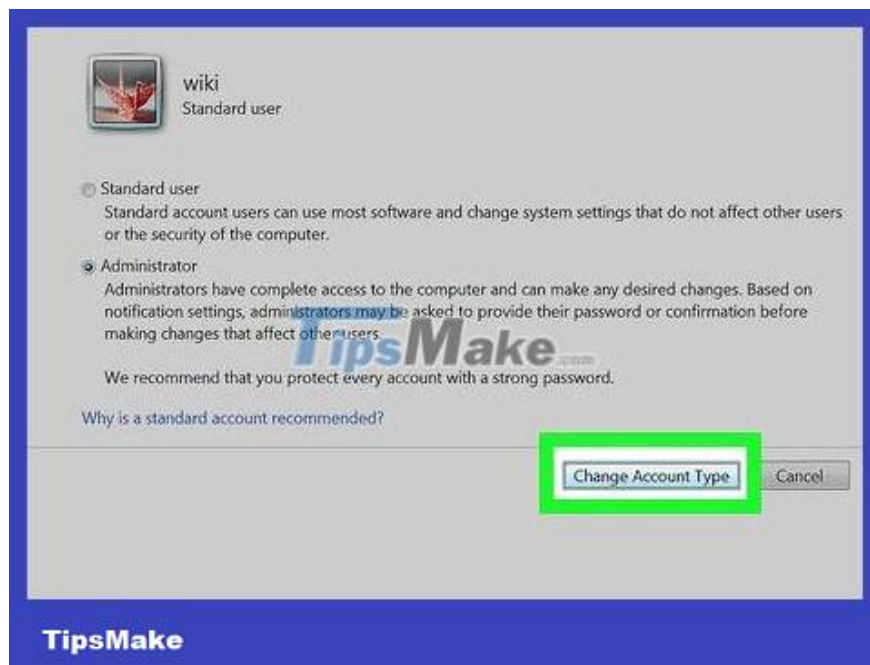 wiki
Standard user
Standard user
Standard account users can use most software and change system settings that do not affect other users
or the security of the computer.
Administrator
Administrators have complete access to the computer and can make any desired changes. Based on
notification settings, administrators may be asked to provide their password or confirmation before
making changes that affect other users.
TipsMake.com
We recommend that you protect every account with a strong password.
Why is a standard account recommended?
Change Account Type
Cancel
TipsMake